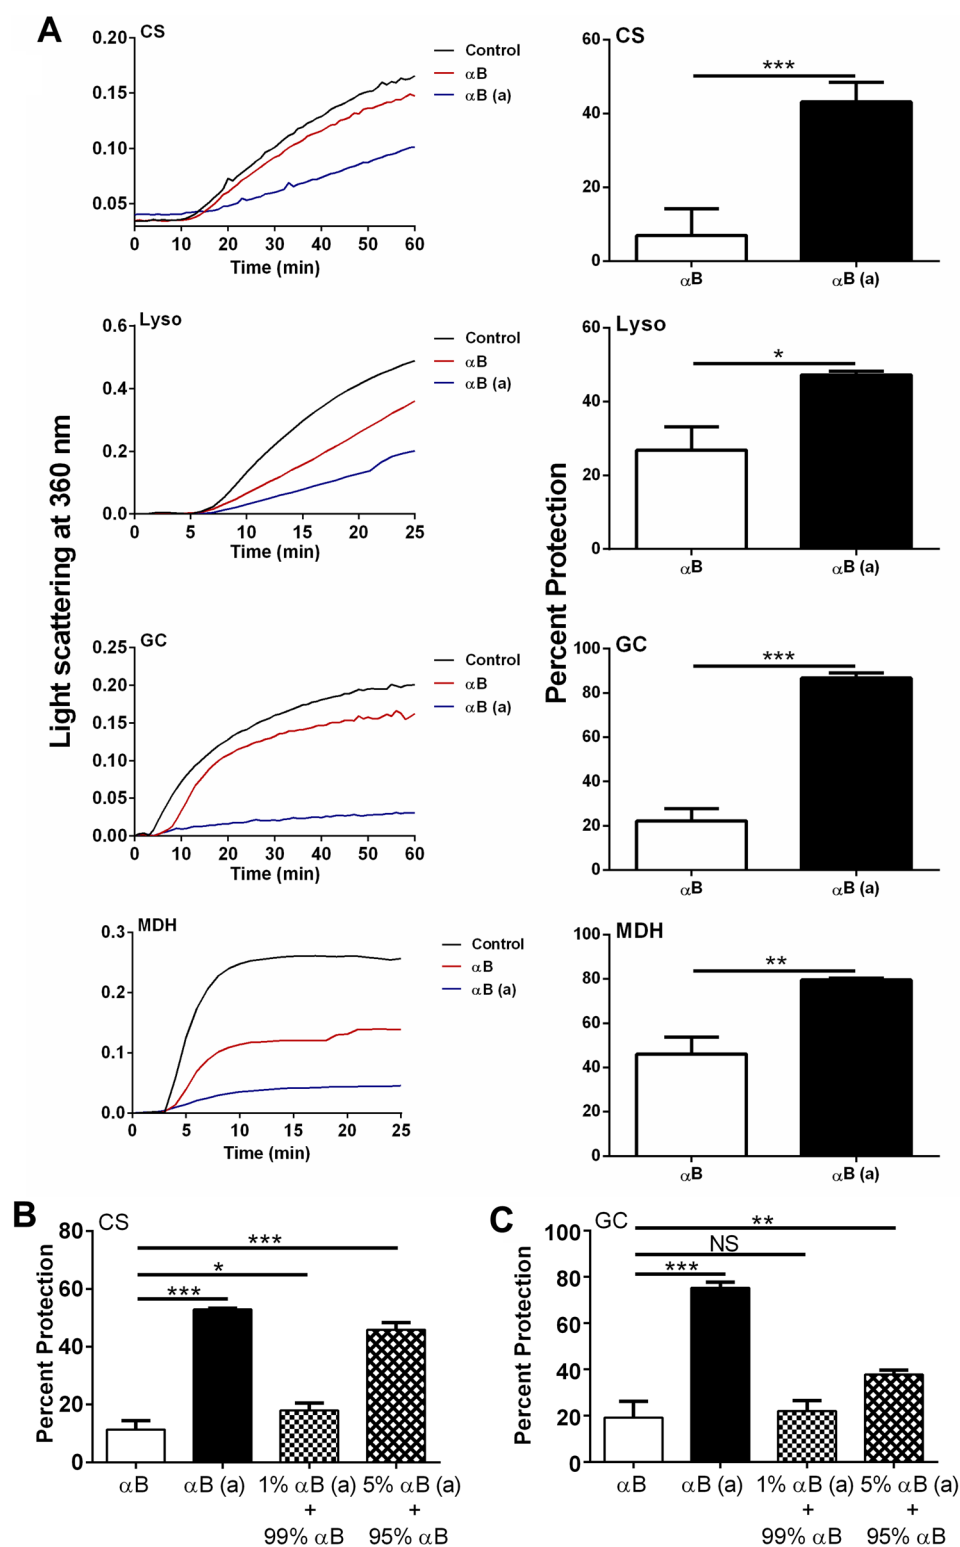 A
CS
0.20
0.15
0.10
0.05
0 10 20 30 40 50 60
Time (min)
Control
αB
αB (a)
CS
60
40
20
0
***
αB αB (a)
Lyso
0.6
0.4
0.2
0.0
0 5 10 15 20 25
Time (min)
Control
αB
αB (a)
Lyso
60
40
20
0
*
αB αB (a)
Light scattering at 360 nm
Percent Protection
GC
0.25
0.20
0.15
0.10
0.05
0.00
0 10 20 30 40 50 60
Time (min)
Control
αB
αB (a)
GC
100
80
60
40
20
0
***
αB αB (a)
MDH
0.3
0.2
0.1
0.0
0 5 10 15 20 25
Time (min)
Control
αB
αB (a)
MDH
100
80
60
40
20
0
**
αB αB (a)
B
CS
Percent Protection
80
60
40
20
0
***
*
***
αB αB (a) 1% αB (a) 5% αB (a)
+ +
99% αB 95% αB
C
GC
Percent Protection
100
80
60
40
20
0
**
NS
***
αB αB (a) 1% αB (a) 5% αB (a)
+ +
99% αB 95% αB